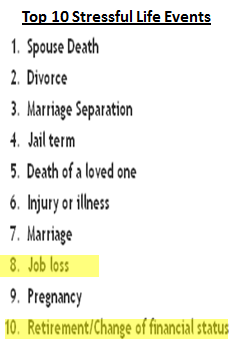 Top 10 Stressful Life Events
1. Spouse Death
2. Divorce
3. Marriage Separation
4. Jail term
5. Death of a loved one
6. Injury or illness
7. Marriage
8. Job loss
9. Pregnancy
10. Retirement/Change of financial status